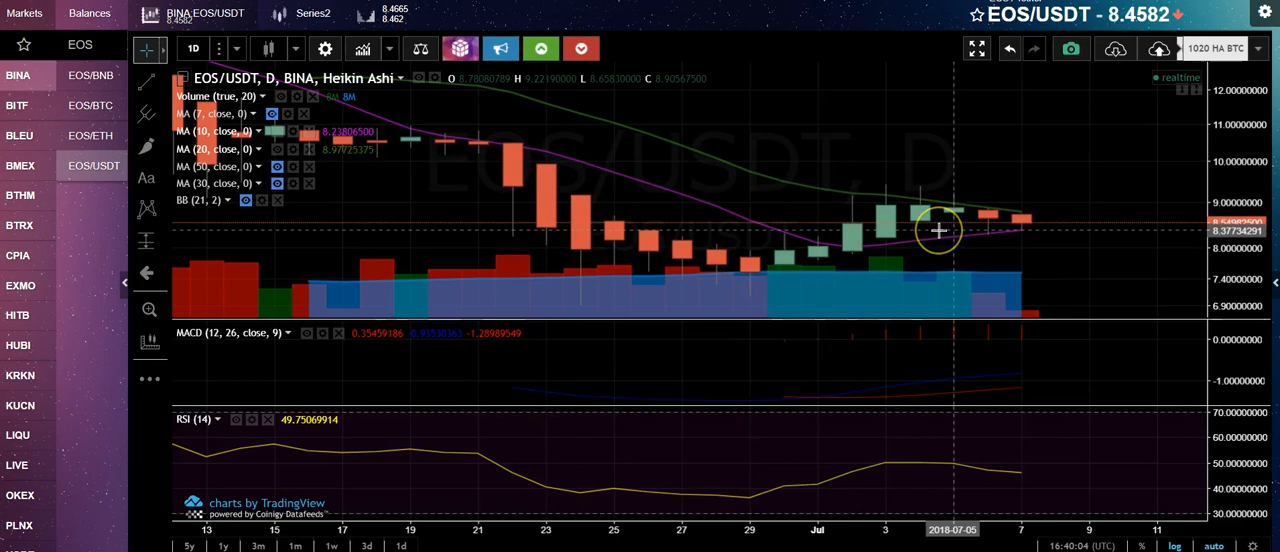 Markets
Balances
BINA:EOS/USDT
8.4582
Series2
8.4665
8.462
EOS/USDT - 8.4582
EOS
1D
1020 HA BTC
BINA
BITF
BLEU
BMEX
BTHM
BTRX
CPIA
EXMO
HITB
HUBI
KRKN
KUCN
LIQU
LIVE
OKEX
PLNX
EOS/BNB
EOS/BTC
EOS/ETH
EOS/USDT
Aa
EOS/USDT, D, BINA, Heikin Ashi
O 8.78080789 H 9.22190000 L 8.65830000 C 8.90567500
realtime
Volume (true, 20) 8M 8M
MA (7, close, 0)
MA (10, close, 0) 8.23806500
MA (20, close, 0) 8.97725375
MA (50, close, 0)
MA (30, close, 0)
BB (21, 2)
EOS/USDT, D
12.00000000
11.00000000
10.00000000
9.00000000
8.54982500
8.37734291
8.00000000
7.40000000
6.90000000
MACD (12, 26, close, 9) 0.35459186 -0.93530363 -1.28989549
0.00000000
-1.00000000
RSI (14) 49.75069914
70.00000000
60.00000000
50.00000000
40.00000000
30.00000000
charts by TradingView
powered by Coinigy Datafeeds™
13 15 17 19 21 23 25 27 29 Jul 3 2018-07-05 7 9 11
5y 1y 3m 1m 1w 3d 1d
16:40:04 (UTC) % log auto